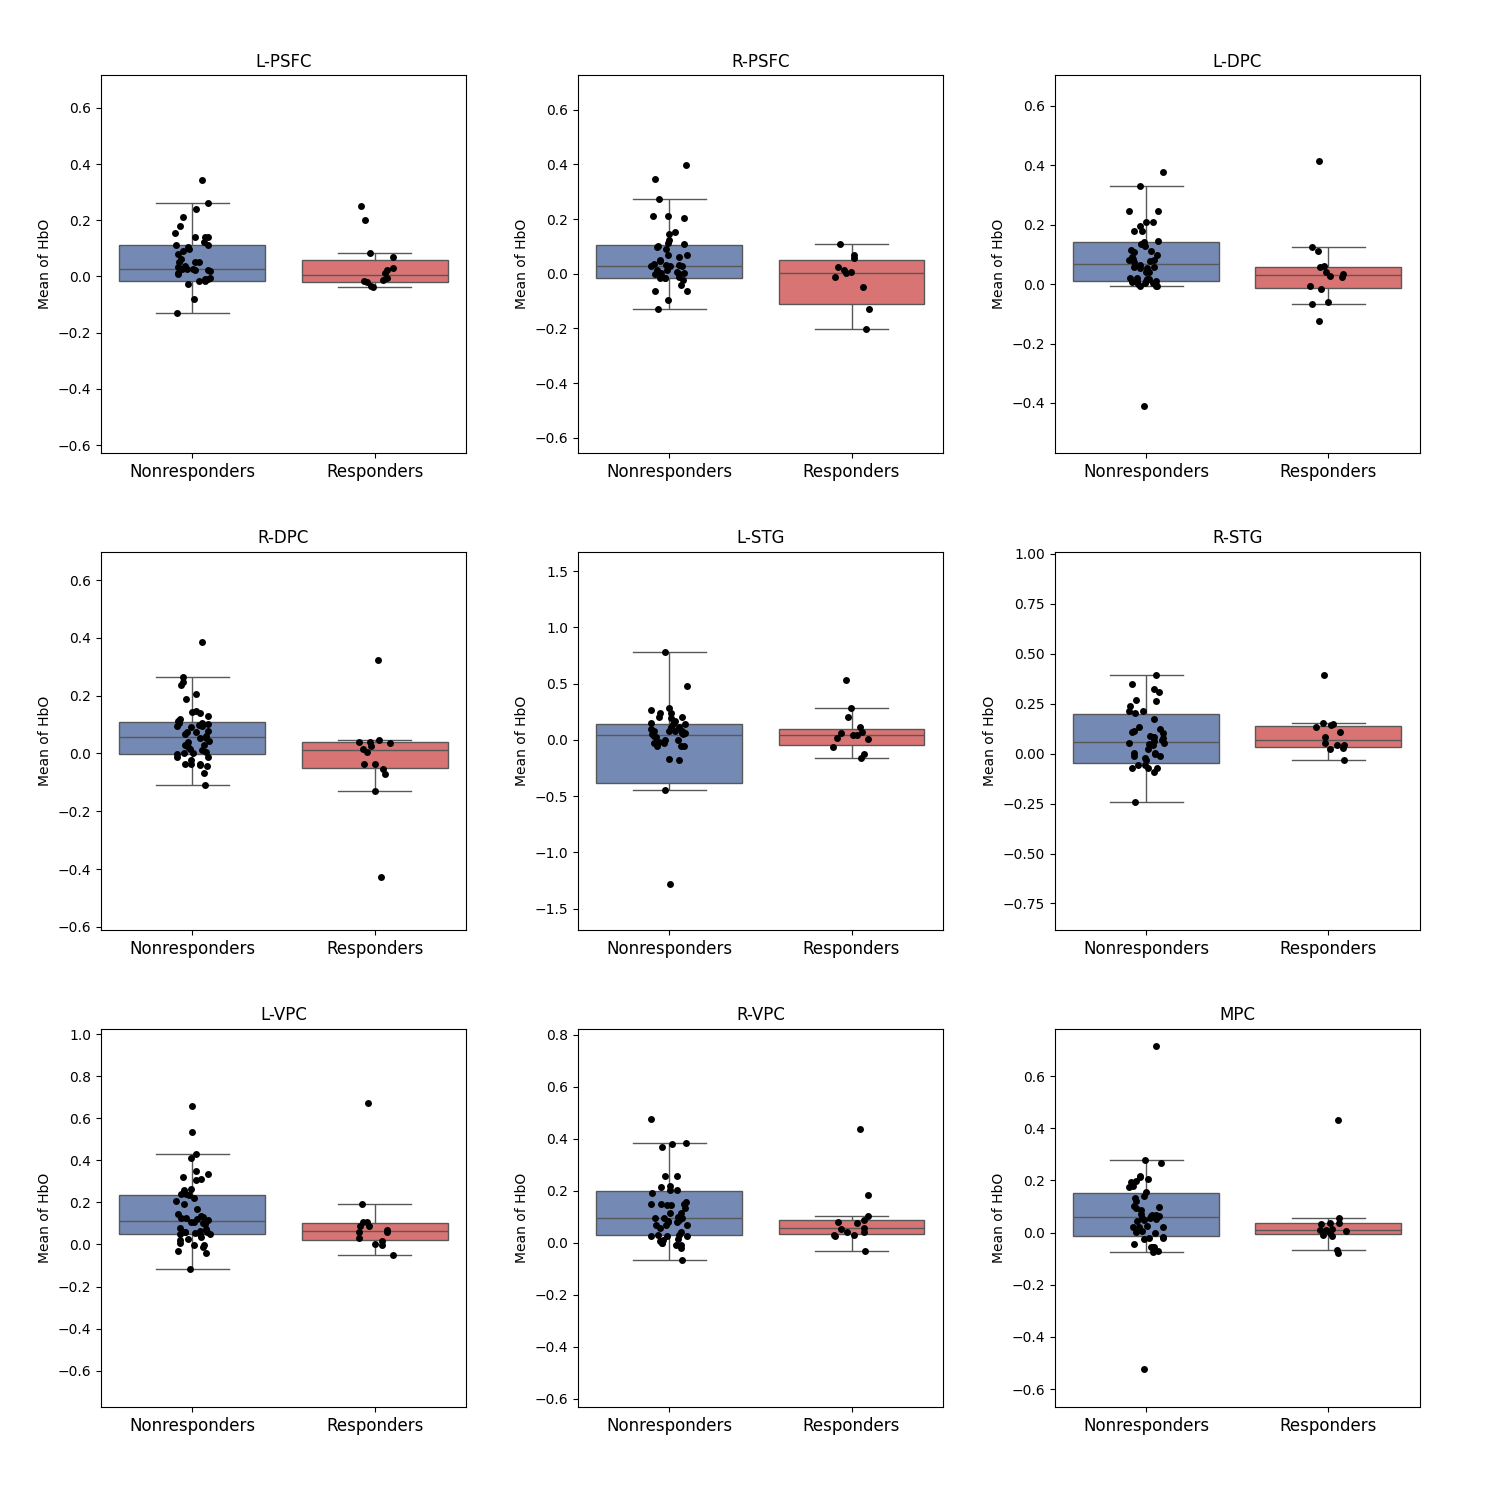 L-PSFC
R-PSFC
L-DPC
Mean of HbO
0.6
0.4
0.2
0.0
−0.2
−0.4
−0.6
Nonresponders
Responders
Mean of HbO
0.6
0.4
0.2
0.0
−0.2
−0.4
−0.6
Nonresponders
Responders
Mean of HbO
0.6
0.4
0.2
0.0
−0.2
−0.4
Nonresponders
Responders
R-DPC
L-STG
R-STG
Mean of HbO
0.6
0.4
0.2
0.0
−0.2
−0.4
−0.6
Nonresponders
Responders
Mean of HbO
1.5
1.0
0.5
0.0
−0.5
−1.0
−1.5
Nonresponders
Responders
Mean of HbO
1.00
0.75
0.50
0.25
0.00
−0.25
−0.50
−0.75
Nonresponders
Responders
L-VPC
R-VPC
MPC
Mean of HbO
1.0
0.8
0.6
0.4
0.2
0.0
−0.2
−0.4
−0.6
Nonresponders
Responders
Mean of HbO
0.8
0.6
0.4
0.2
0.0
−0.2
−0.4
−0.6
Nonresponders
Responders
Mean of HbO
0.6
0.4
0.2
0.0
−0.2
−0.4
−0.6
Nonresponders
Responders